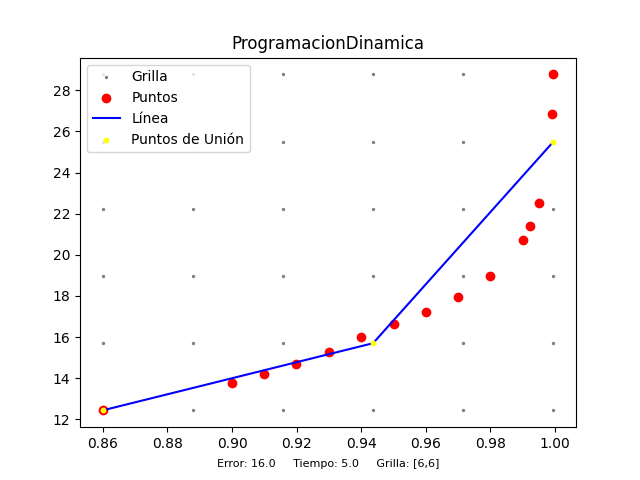 ProgramacionDinamica
Grilla
Puntos
Línea
Puntos de Unión
28
26
24
22
20
18
16
14
12
0.86 0.88 0.90 0.92 0.94 0.96 0.98 1.00
Error: 16.0 Tiempo: 5.0 Grilla: [6,6]